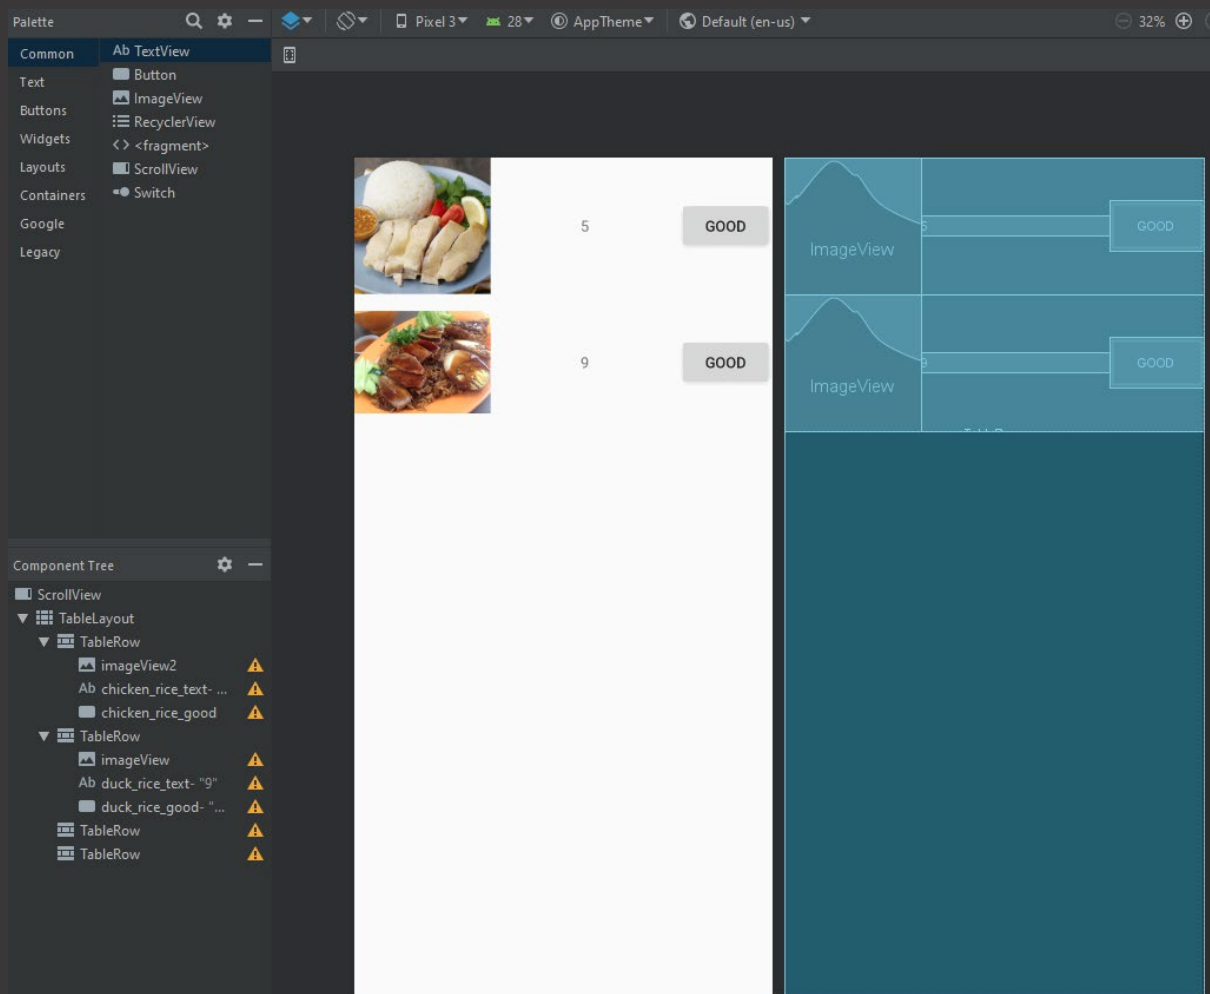 Palette
Pixel 3 28 AppTheme Default (en-us) 32%
Common
Text
Buttons
Widgets
Layouts
Containers
Google
Legacy
Ab TextView
Button
ImageView
RecyclerView
<fragment>
ScrollView
Switch
5 GOOD
9 GOOD
5 GOOD
ImageView
9 GOOD
ImageView
Component Tree
ScrollView
TableLayout
TableRow
imageView2
Ab chicken_rice_text- ...
chicken_rice_good
TableRow
imageView
Ab duck_rice_text- "9"
duck_rice_good- "...
TableRow
TableRow